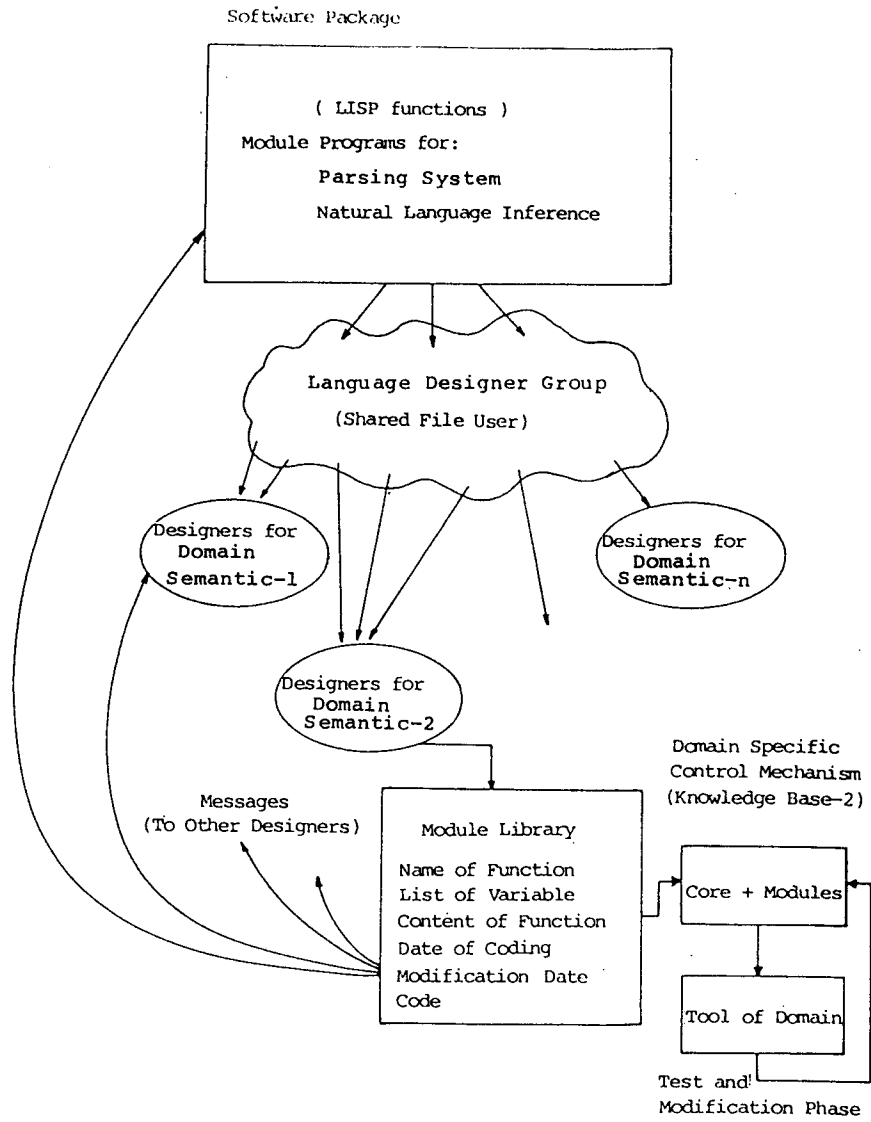 Software Package
( LISP functions )
Module Programs for:
Parsing System
Natural Language Inference
Language Designer Group
(Shared File User)
Designers for
Domain
Semantic-1
Designers for
Domain
Semantic-n
Designers for
Domain
Semantic-2
Domain Specific
Control Mechanism
(Knowledge Base-2)
Messages
(To Other Designers)
Module Library
Name of Function
List of Variable
Content of Function
Date of Coding
Modification Date
Code
Core + Modules
Tool of Domain
Test and
Modification Phase